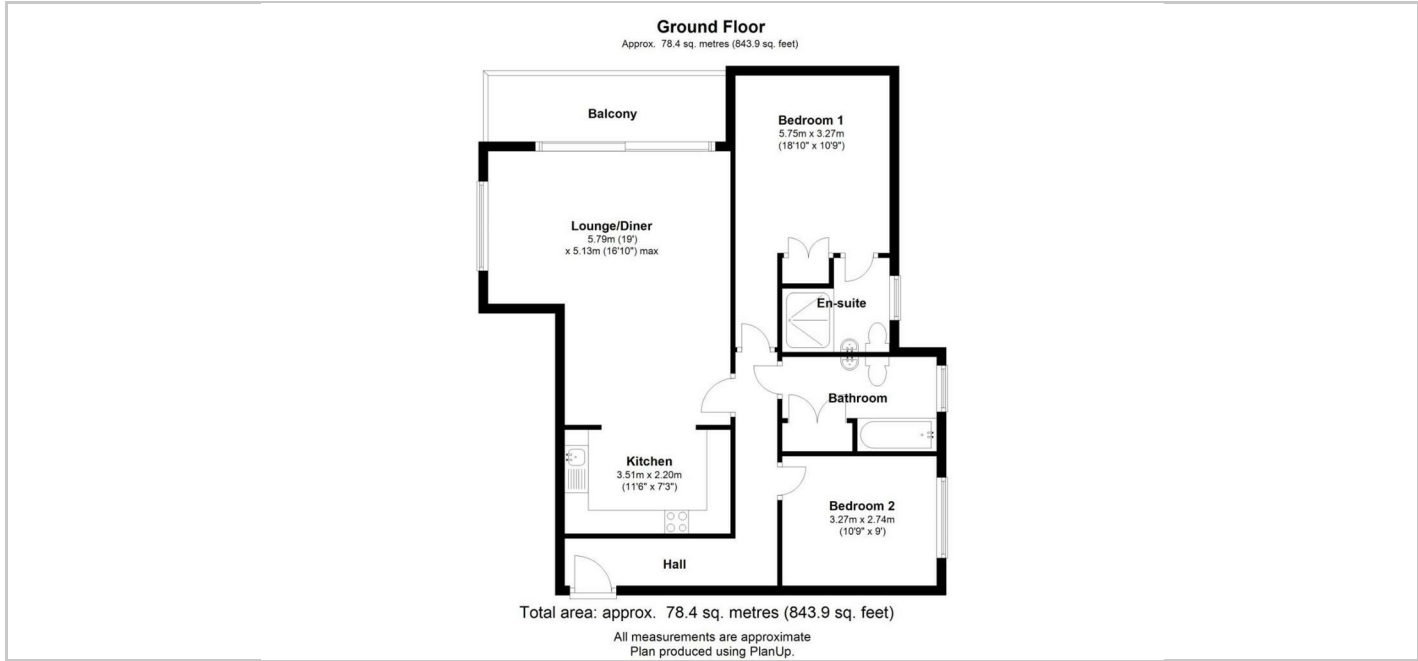 Ground Floor
Approx. 78.4 sq. metres (843.9 sq. feet)
Balcony
Bedroom 1
5.75m x 3.27m
(18'10" x 10'9")
Lounge/Diner
5.79m (19')
x 5.13m (16'10") max
En-suite
Bathroom
Kitchen
3.51m x 2.20m
(11'6" x 7'3")
Bedroom 2
3.27m x 2.74m
(10'9" x 9')
Hall
Total area: approx. 78.4 sq. metres (843.9 sq. feet)
All measurements are approximate
Plan produced using PlanUp.